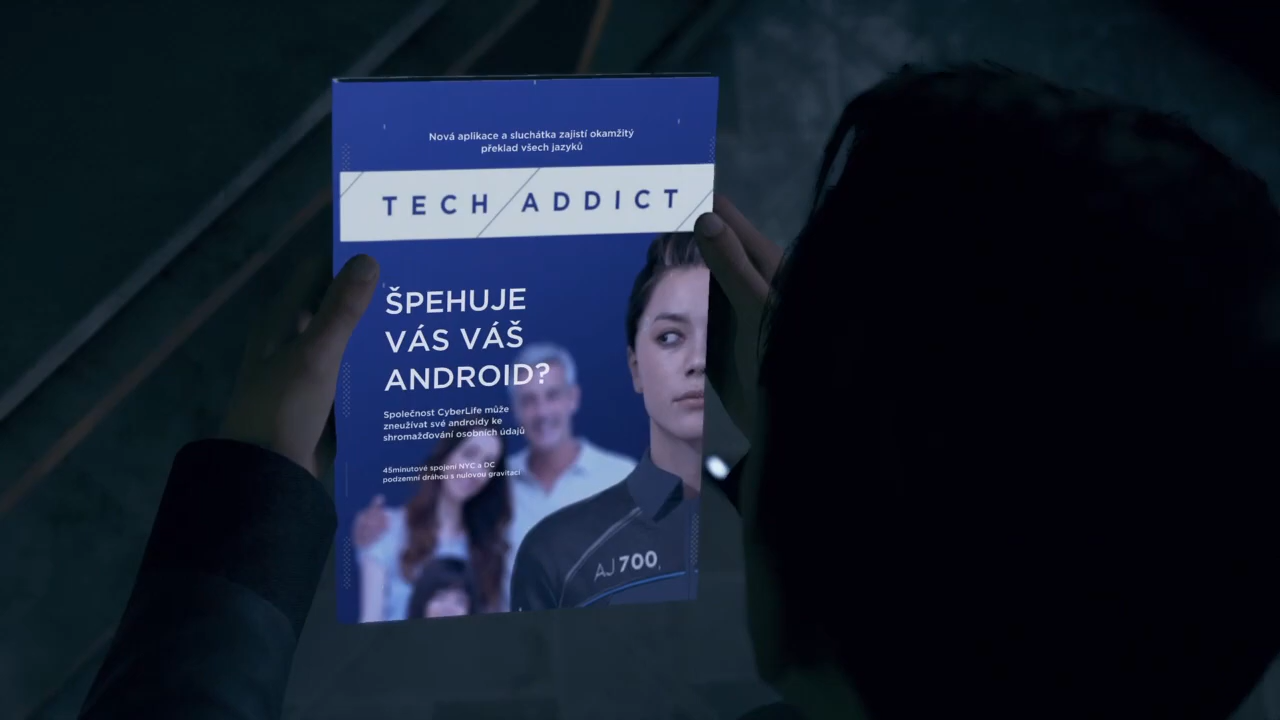 Nová aplikace a sluchátka zajistí okamžitý
překlad všech jazyků
TECH ADDICT
ŠPEHUJE
VÁS VÁŠ
ANDROID?
Společnost CyberLife může
zneužívat své androidy ke
shromažďování osobních údajů
45minutové spojení NYC a DC
podzemní dráhou s nulovou gravitací
AJ700